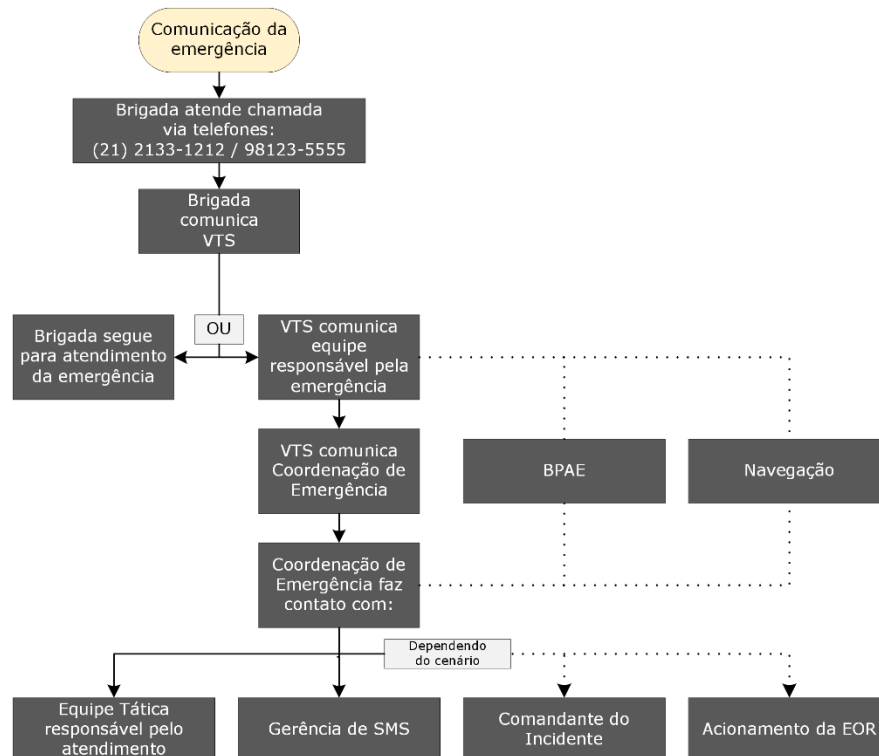 Comunicação da
emergência
Brigada atende chamada
via telefones:
(21) 2133-1212 / 98123-5555
Brigada
comunica
VTS
OU
Brigada segue
para atendimento
da emergência
VTS comunica
equipe
responsável pela
emergência
VTS comunica
Coordenação de
Emergência
BPAE
Navegação
Coordenação de
Emergência faz
contato com:
Dependendo
do cenário
Equipe Tática
responsável pelo
atendimento
Gerência de SMS
Comandante do
Incidente
Acionamento da EOR